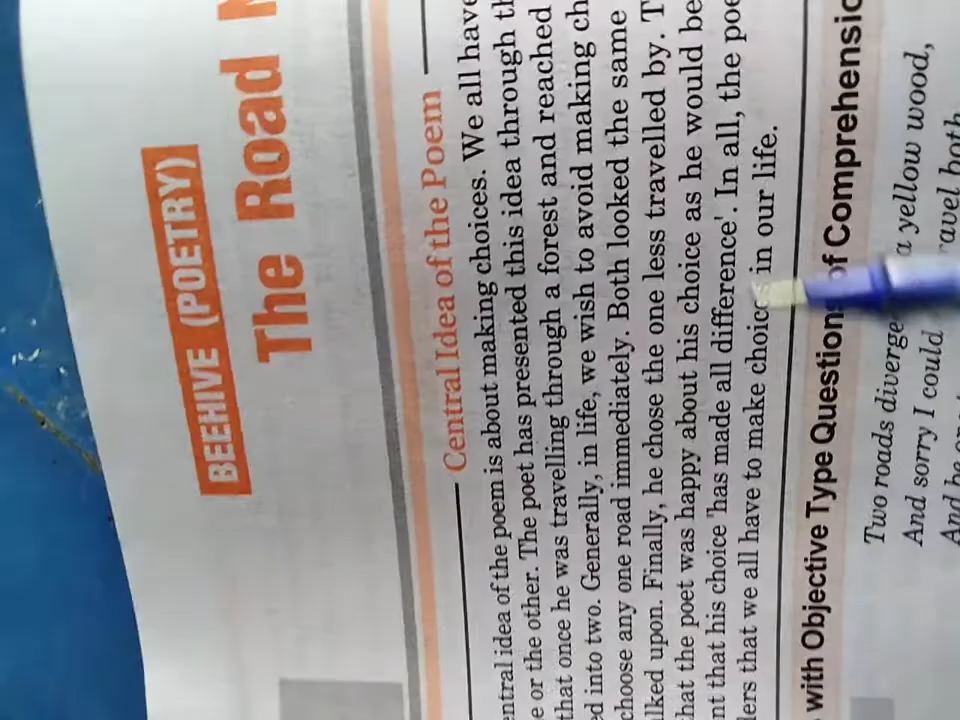 BEEHIVE (POETRY)
The Road
Central Idea of the Poem
entral idea of the poem is about making choices. We all have
e or the other. The poet has presented this idea through th
that once he was travelling through a forest and reached
ed into two. Generally, in life, we wish to avoid making ch
choose any one road immediately. Both looked the same
lked upon. Finally, he chose the one less travelled by. T
hat the poet was happy about his choice as he would be
nt that his choice 'has made all difference'. In all, the poe
ders that we all have to make choices in our life.
with Objective Type Questions of Comprehensio
Two roads diverge a yellow wood,
And sorry I could ravel both
And be